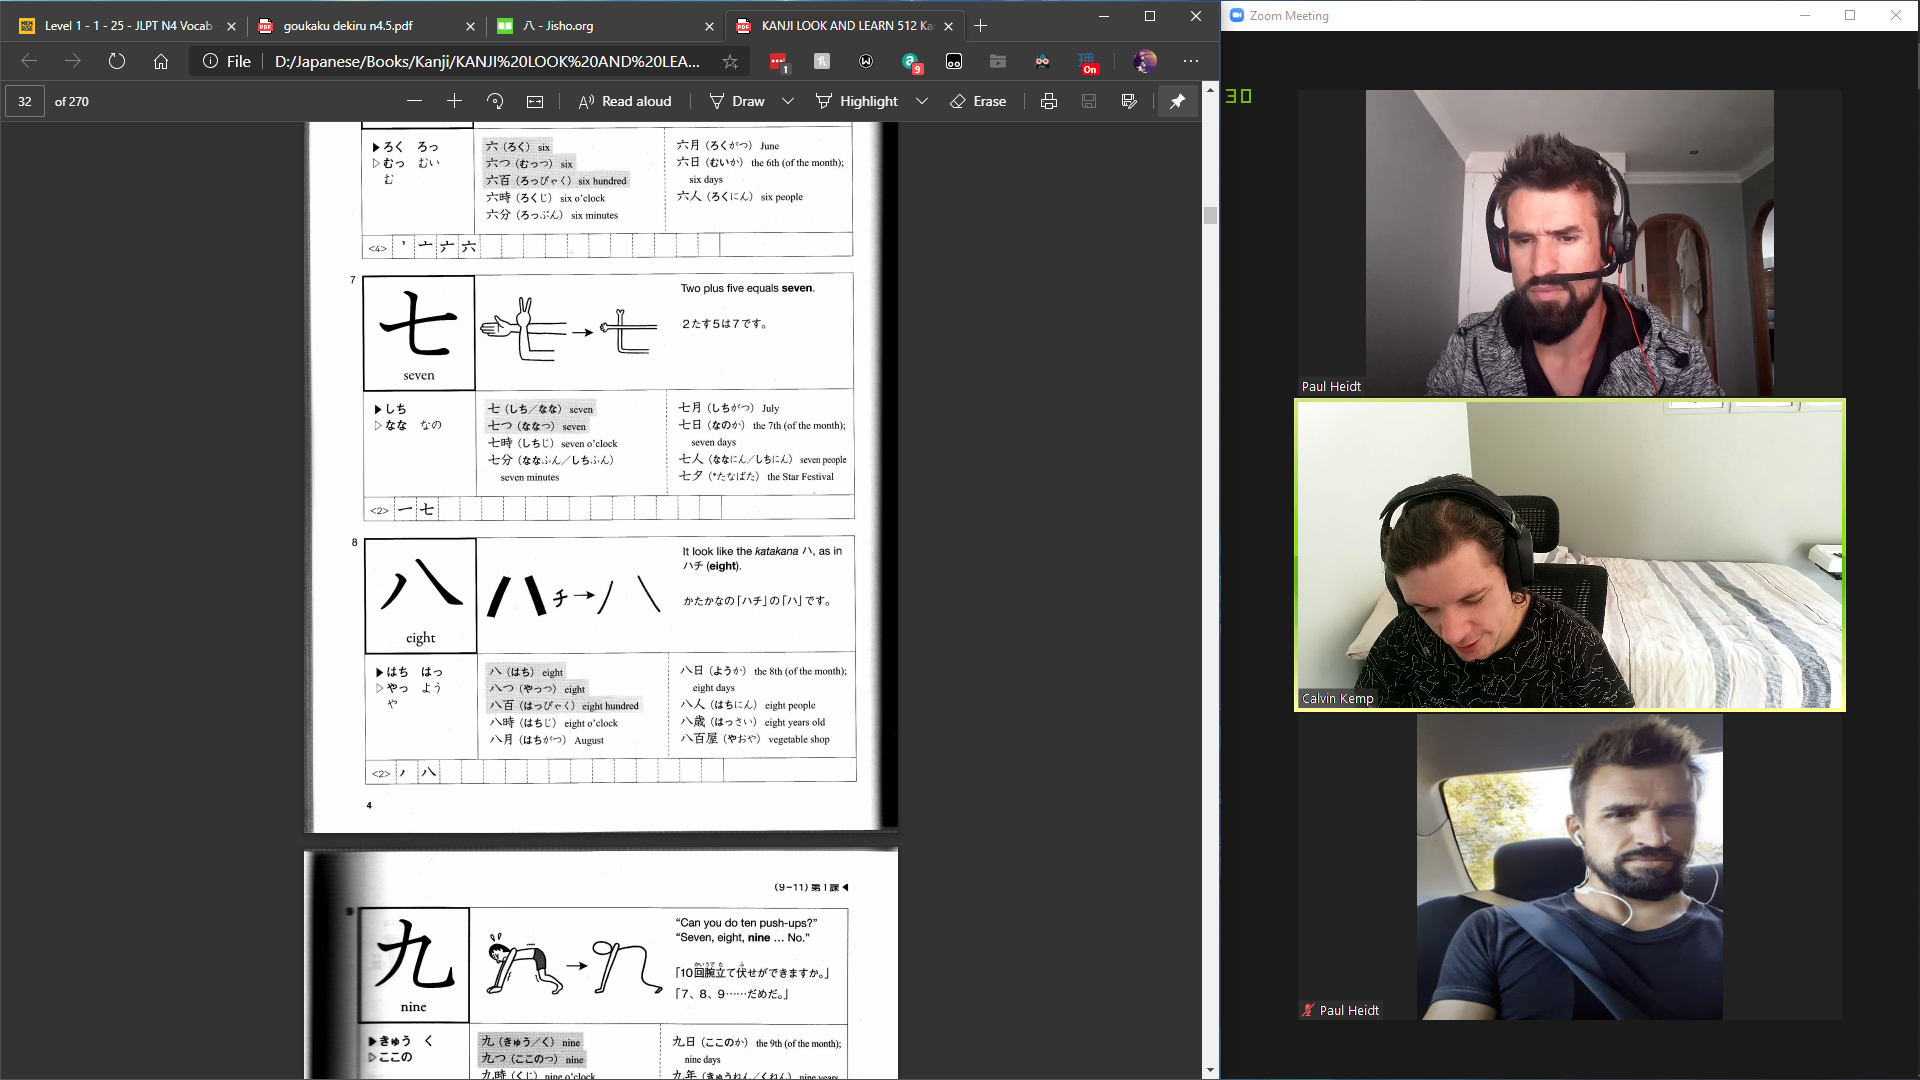 Level 1 - 1 - 25 - JLPT N4 Vocab
goukaku dekiru n4.5.pdf
八 - Jisho.org
KANJI LOOK AND LEARN 512 Ka
File
D:/Japanese/Books/Kanji/KANJI%20LOOK%20AND%20LEA...
1
9
On
32 of 270
Read aloud
Draw
Highlight
Erase
▶ろく ろっ
▷むっ むい
む
六（ろく）six
六つ（むっつ）six
六百（ろっぴゃく）six hundred
六時（ろくじ）six o'clock
六分（ろっぷん）six minutes
六月（ろくがつ）June
六日（むいか）the 6th (of the month);
six days
六人（ろくにん）six people
<4> 丶 亠 六 六
7
七
seven
Two plus five equals seven.
2たす5は7です。
▶しち
▷なな なの
七（しち／なな）seven
七つ（ななつ）seven
七時（しちじ）seven o'clock
七分（ななふん／しちふん）
seven minutes
七月（しちがつ）July
七日（なのか）the 7th (of the month);
seven days
七人（ななにん／しちにん）seven people
七夕（*たなばた）the Star Festival
<2> 一 七
8
八
eight
ハチ→八
It look like the katakana ハ, as in
ハチ (eight).
かたかなの「ハチ」の「ハ」です。
▶はち はっ
▷やっ よう
や
八（はち）eight
八つ（やっつ）eight
八百（はっぴゃく）eight hundred
八時（はちじ）eight o'clock
八月（はちがつ）August
八日（ようか）the 8th (of the month);
eight days
八人（はちにん）eight people
八歳（はっさい）eight years old
八百屋（やおや）vegetable shop
<2> ノ 八
4
(9-11) 第1課◀
9
九
nine
"Can you do ten push-ups?"
"Seven, eight, nine ... No."
「10回腕立て伏せができますか。」
「7、8、9……だめだ。」
▶きゅう く
▷ここの
九（きゅう／く）nine
九つ（ここのつ）nine
九時（くじ）nine o'clock
九日（ここのか）the 9th (of the month);
nine days
九年（きゅうねん／くねん）nine years
Zoom Meeting
30
Paul Heidt
Calvin Kemp
Paul Heidt